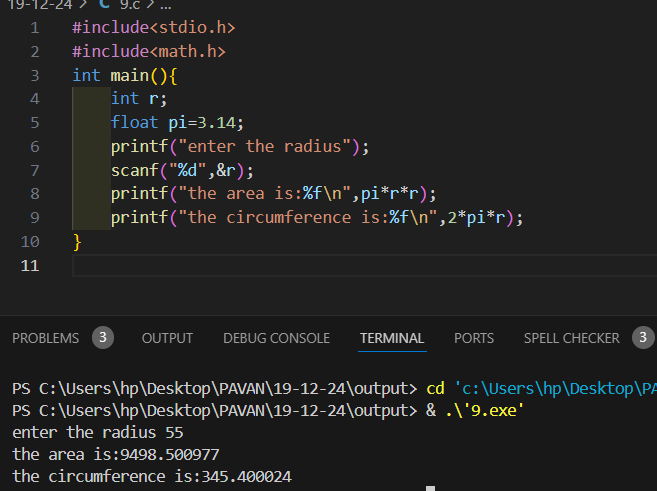 19-12-24 > C 9.c > ...
1 #include<stdio.h>
2 #include<math.h>
3 int main(){
4 int r;
5 float pi=3.14;
6 printf("enter the radius");
7 scanf("%d",&r);
8 printf("the area is:%f\n",pi*r*r);
9 printf("the circumference is:%f\n",2*pi*r);
10 }
11
PROBLEMS 3 OUTPUT DEBUG CONSOLE TERMINAL PORTS SPELL CHECKER 3
PS C:\Users\hp\Desktop\PAVAN\19-12-24\output> cd 'c:\Users\hp\Desktop\PA
PS C:\Users\hp\Desktop\PAVAN\19-12-24\output> & .\'9.exe'
enter the radius 55
the area is:9498.500977
the circumference is:345.400024